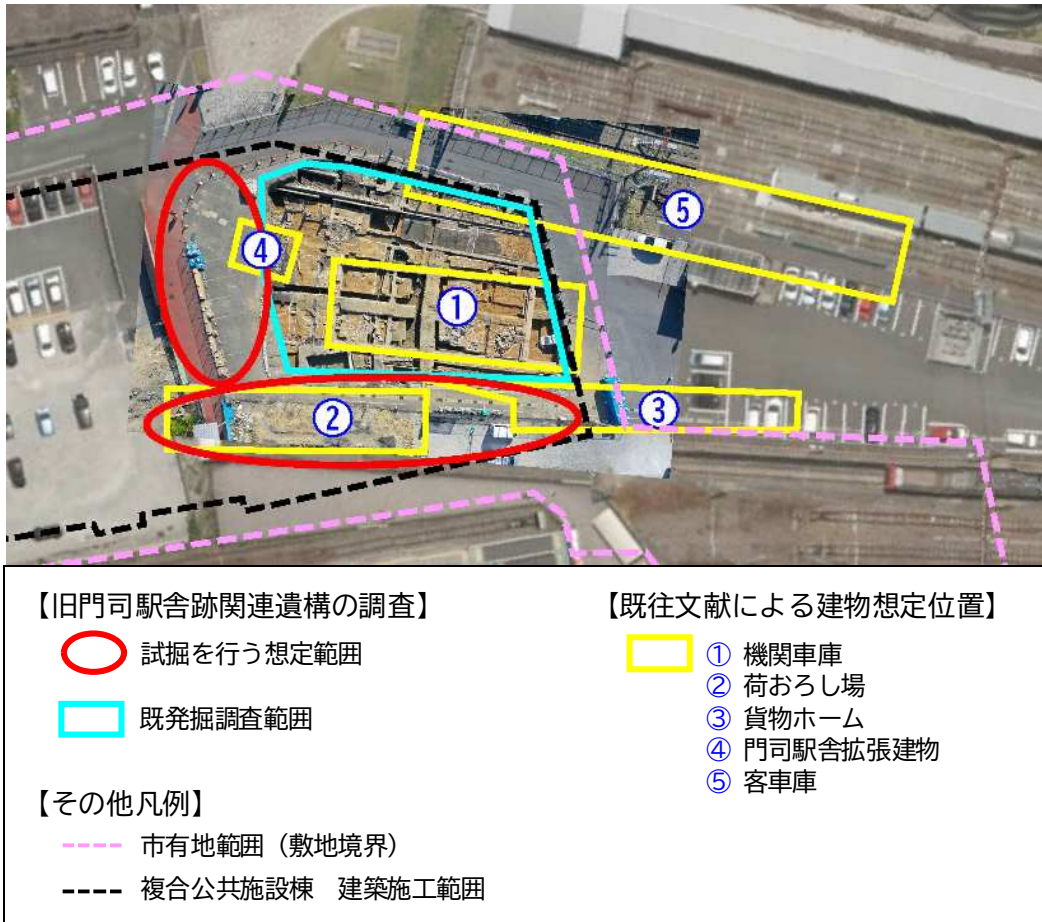 ⑤
④
①
②
③
【旧門司駅舎跡関連遺構の調査】
試掘を行う想定範囲
既発掘調査範囲
【その他凡例】
市有地範囲（敷地境界）
複合公共施設棟　建築施工範囲
【既往文献による建物想定位置】
① 機関車庫
② 荷おろし場
③ 貨物ホーム
④ 門司駅舎拡張建物
⑤ 客車庫